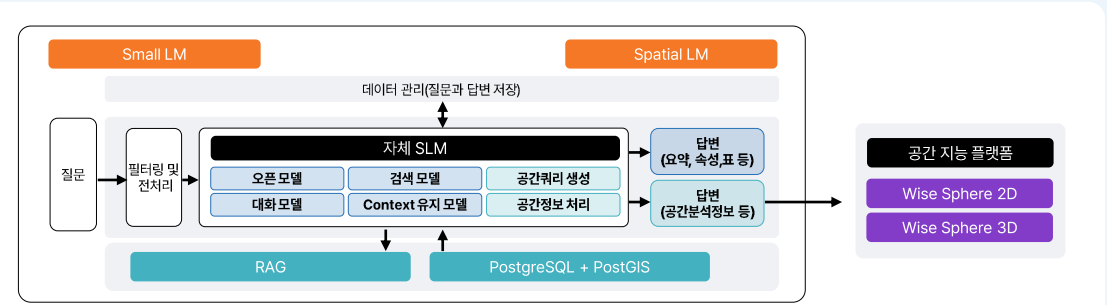 Small LM
Spatial LM
데이터 관리(질문과 답변 저장)
질문
필터링 및
전처리
자체 SLM
오픈 모델
검색 모델
공간쿼리 생성
대화 모델
Context 유지 모델
공간정보 처리
답변
(요약, 속성,표 등)
답변
(공간분석정보 등)
RAG
PostgreSQL + PostGIS
공간 지능 플랫폼
Wise Sphere 2D
Wise Sphere 3D